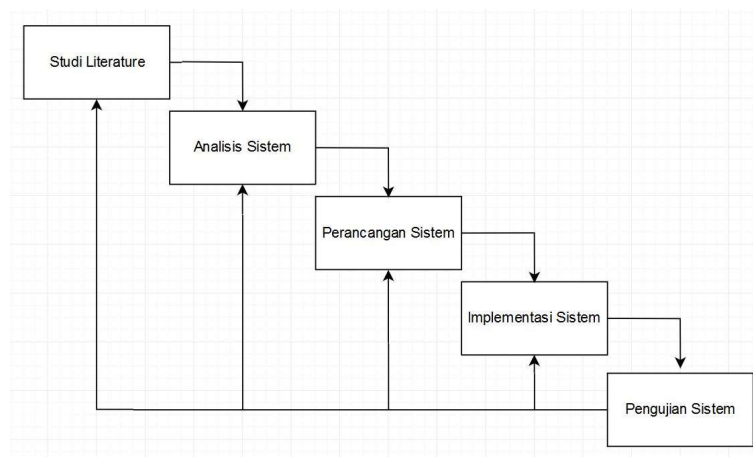 Studi Literature
Analisis Sistem
Perancangan Sistem
Implementasi Sistem
Pengujian Sistem